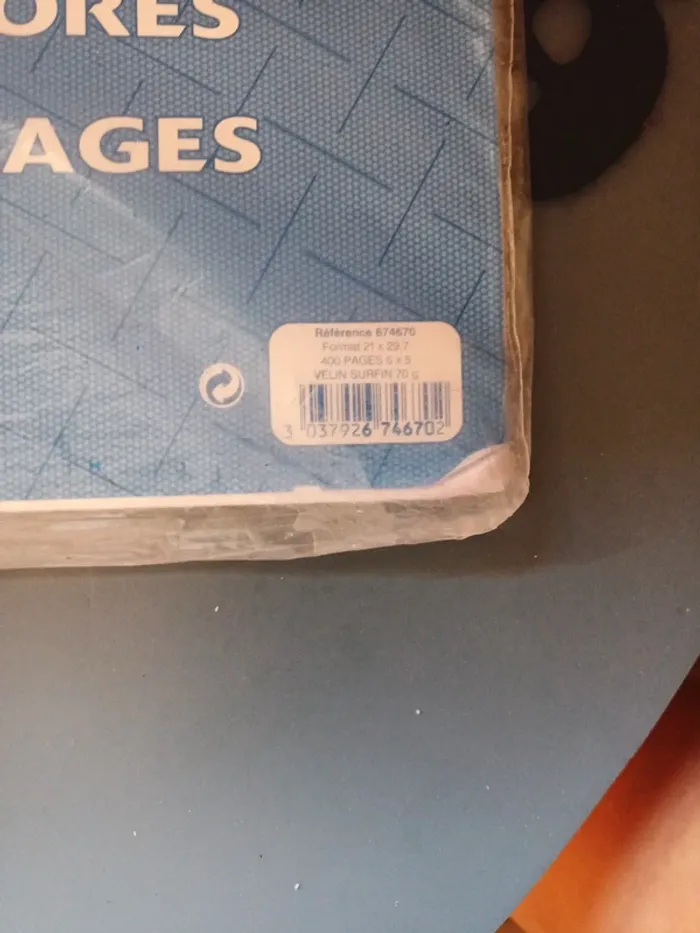 ORES
AGES
Référence 674670
Format 21 x 29,7
400 PAGES 5 x 5
VELIN SURFIN 70 g
3 037926 746702